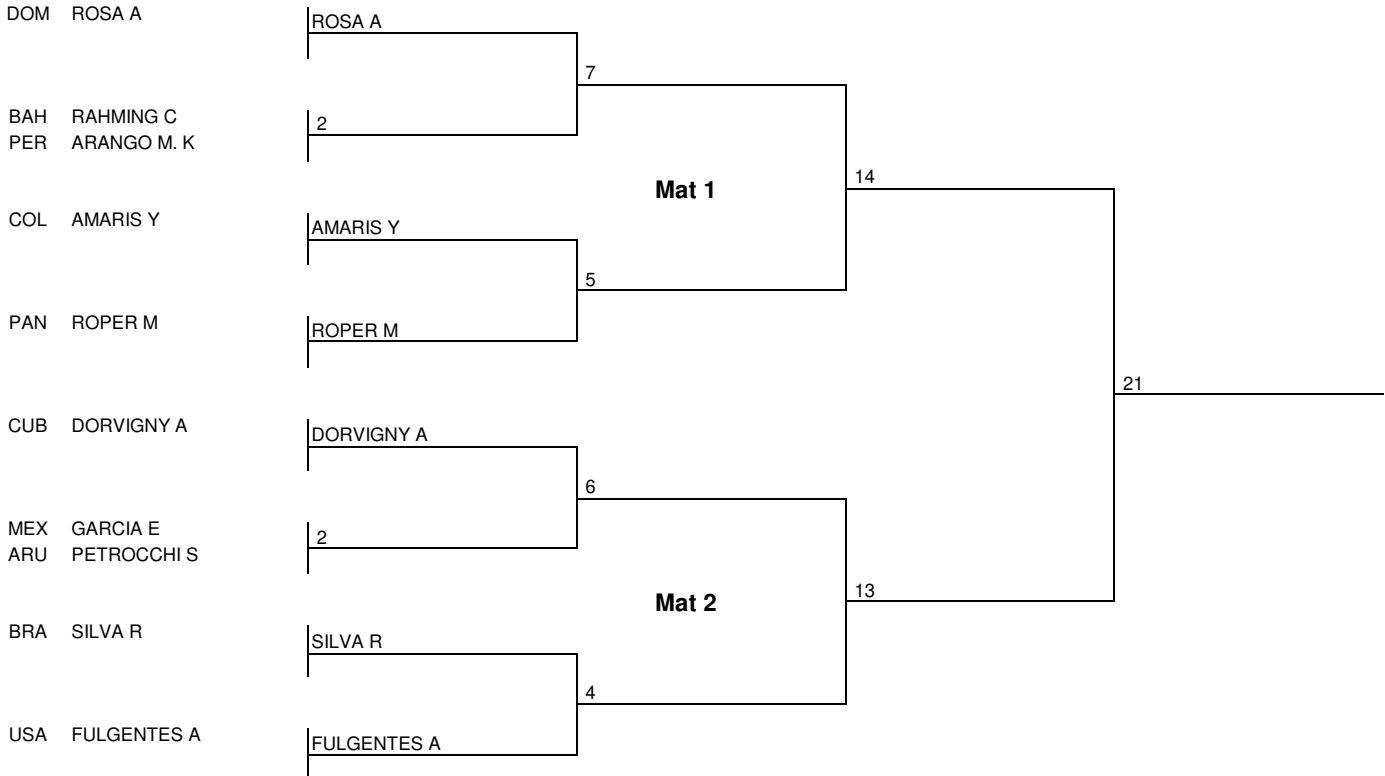 DOM ROSA A
ROSA A
7
BAH RAHMING C
2
PER ARANGO M. K
Mat 1
14
COL AMARIS Y
AMARIS Y
5
PAN ROPER M
ROPER M
21
CUB DORVIGNY A
DORVIGNY A
6
MEX GARCIA E
2
ARU PETROCCHI S
Mat 2
13
BRA SILVA R
SILVA R
4
USA FULGENTES A
FULGENTES A